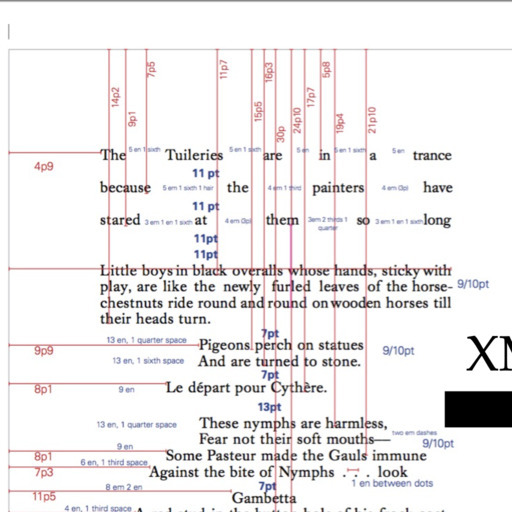 14p2
9p1
7p5
11p7
15p5
16p3
30p
24p10
17p7
5p8
19p4
21p10
4p9
The 5 en 1 sixth Tuileries 5 en 1 sixth are 5 en in 5 en 1 sixth a 5 en trance
11 pt
because 5 em 1 sixth 1 hair the 4 em 1 third painters 4 em 0pt have
11 pt
stared 3 em 1 en 1 sixth at 4 em 0pt them 3em 2 thirds 1 quarter so 3 em 1 en 1 sixth long
11pt
11pt
Little boys in black overalls whose hands, sticky with
play, are like the newly furled leaves of the horse- 9/10pt
chestnuts ride round and round on wooden horses till
their heads turn.
7pt
13 en, 1 quarter space Pigeons perch on statues
9p9 9/10pt
13 en, 1 sixth space And are turned to stone.
7pt
8p1 9 en Le départ pour Cythère.
13pt
13 en, 1 quarter space These nymphs are harmless,
Fear not their soft mouths— two em dashes
9 en 9/10pt
8p1 Some Pasteur made the Gauls immune
7p3 6 en, 1 third space Against the bite of Nymphs . . . look
8 em 2 en 7pt 1 en between dots
11p5 Gambetta
4 en, 1 third space
XM